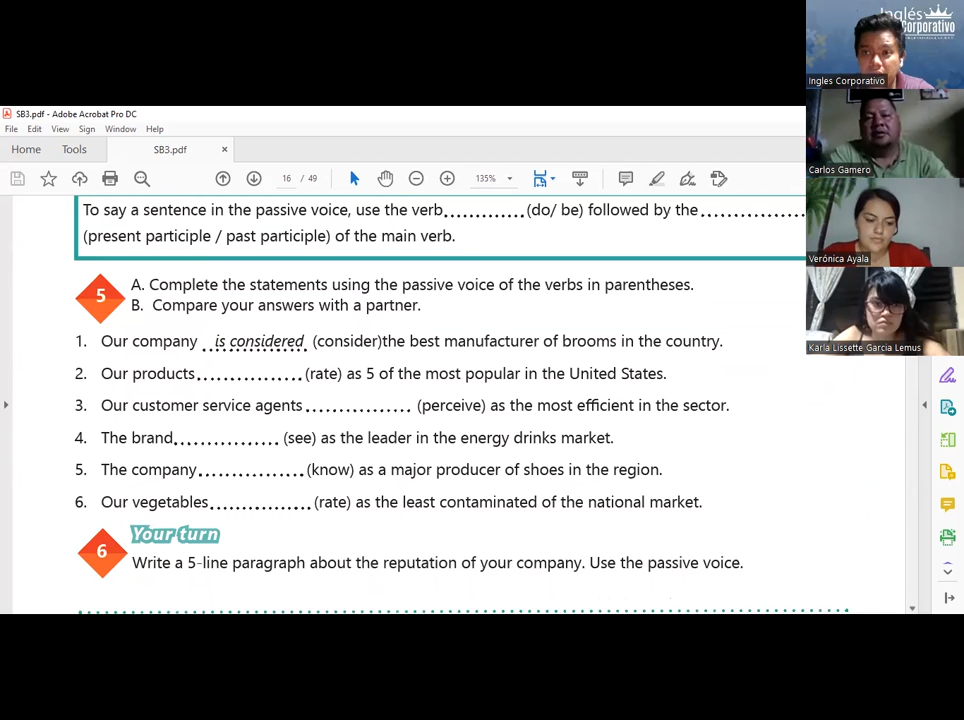 SB3.pdf - Adobe Acrobat Pro DC
File Edit View Sign Window Help
Home Tools SB3.pdf ×
16 / 49 135%
To say a sentence in the passive voice, use the verb.............(do/ be) followed by the ..................
(present participle / past participle) of the main verb.
5
A. Complete the statements using the passive voice of the verbs in parentheses.
B. Compare your answers with a partner.
1. Our company is considered (consider)the best manufacturer of brooms in the country.
2. Our products.................(rate) as 5 of the most popular in the United States.
3. Our customer service agents ................. (perceive) as the most efficient in the sector.
4. The brand................. (see) as the leader in the energy drinks market.
5. The company.................(know) as a major producer of shoes in the region.
6. Our vegetables.................(rate) as the least contaminated of the national market.
Your turn
6
Write a 5-line paragraph about the reputation of your company. Use the passive voice.
Inglés
Corporativo
Ingles Corporativo
Carlos Gamero
Verónica Ayala
Karla Lissette Garcia Lemus